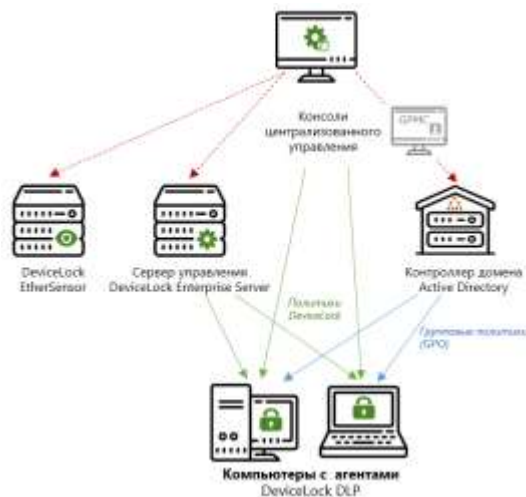 GPMC
Консоли
централизованного
управления
DeviceLock
EtherSensor
Сервер управления
DeviceLock Enterprise Server
Контроллер домена
Active Directory
Политики
DeviceLock
Групповые политики
(GPO)
Компьютеры с агентами
DeviceLock DLP